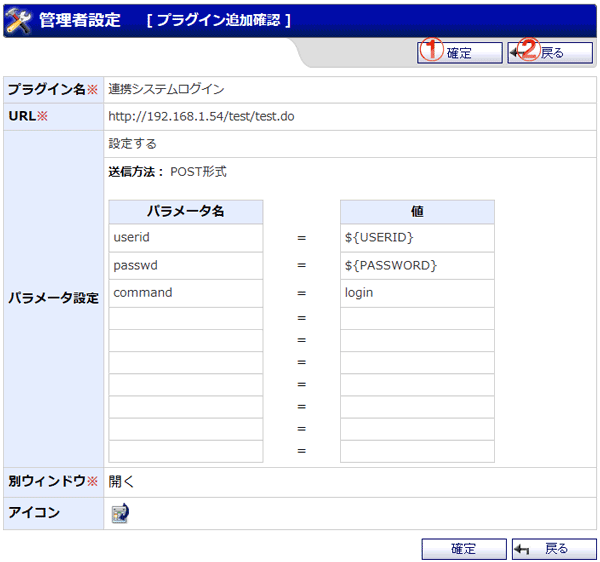 管理者設定 [ プラグイン追加確認 ]
① 確定 ② 戻る
プラグイン名※ 連携システムログイン
URL※ http://192.168.1.54/test/test.do
設定する
送信方法： POST形式
パラメータ名 値
userid = ${USERID}
passwd = ${PASSWORD}
パラメータ設定 command = login
=
=
=
=
=
=
=
別ウィンドウ※ 開く
アイコン
確定 戻る